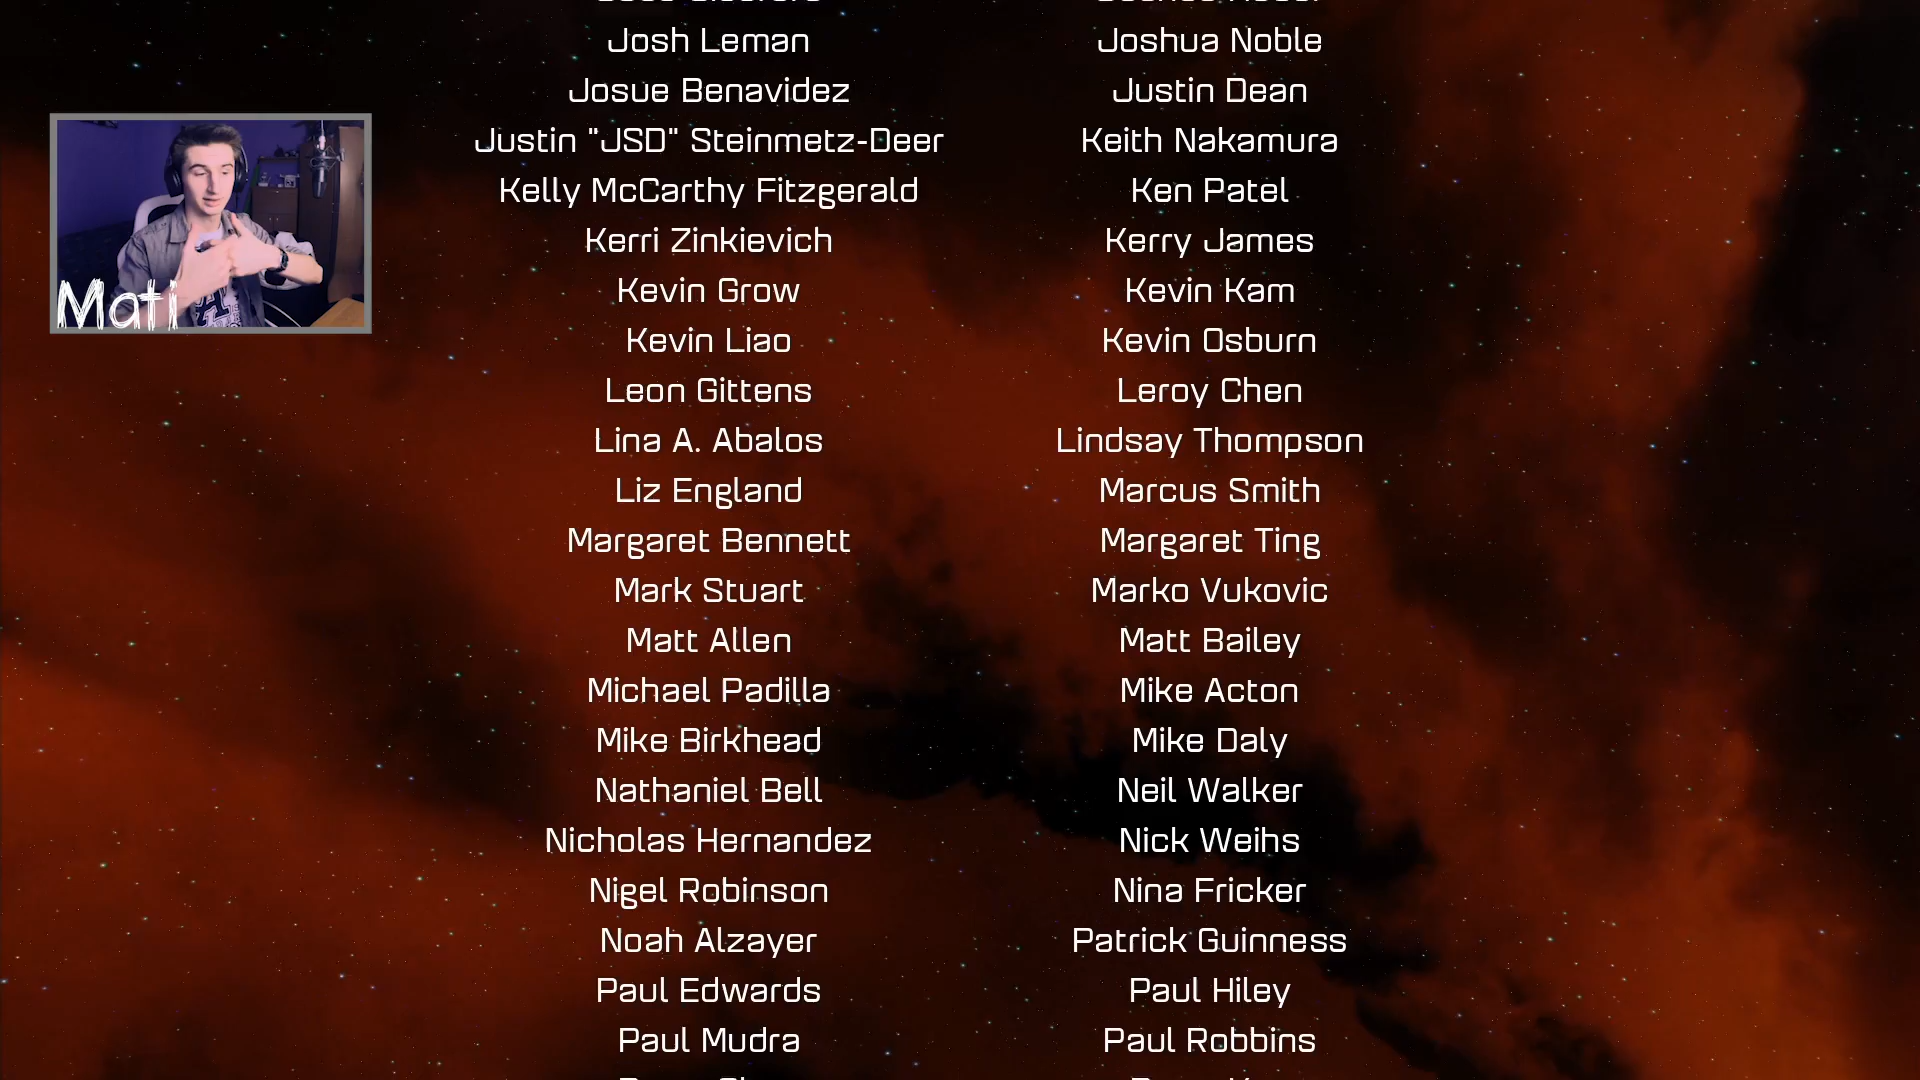 Josh Leman Joshua Noble
Josue Benavidez Justin Dean
Justin "JSD" Steinmetz-Deer Keith Nakamura
Kelly McCarthy Fitzgerald Ken Patel
Kerri Zinkievich Kerry James
Kevin Grow Kevin Kam
Kevin Liao Kevin Osburn
Leon Gittens Leroy Chen
Lina A. Abalos Lindsay Thompson
Liz England Marcus Smith
Margaret Bennett Margaret Ting
Mark Stuart Marko Vukovic
Matt Allen Matt Bailey
Michael Padilla Mike Acton
Mike Birkhead Mike Daly
Nathaniel Bell Neil Walker
Nicholas Hernandez Nick Weihs
Nigel Robinson Nina Fricker
Noah Alzayer Patrick Guinness
Paul Edwards Paul Hiley
Paul Mudra Paul Robbins
Mati